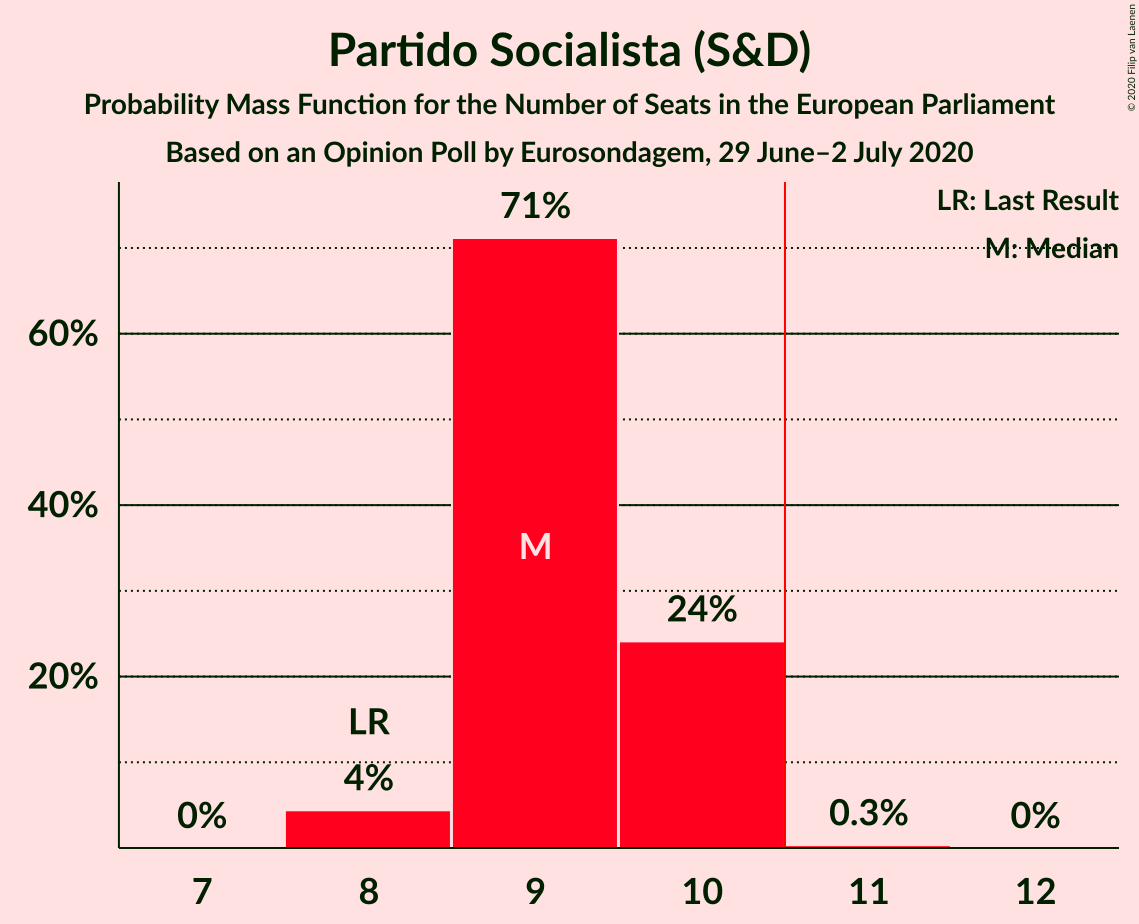 Partido Socialista (S&D)
Probability Mass Function for the Number of Seats in the European Parliament
Based on an Opinion Poll by Eurosondagem, 29 June–2 July 2020
© 2020 Filip van Laenen
LR: Last Result
M: Median
71%
60%
40%
M
24%
20%
LR
4%
0%
0.3%
0%
7 8 9 10 11 12